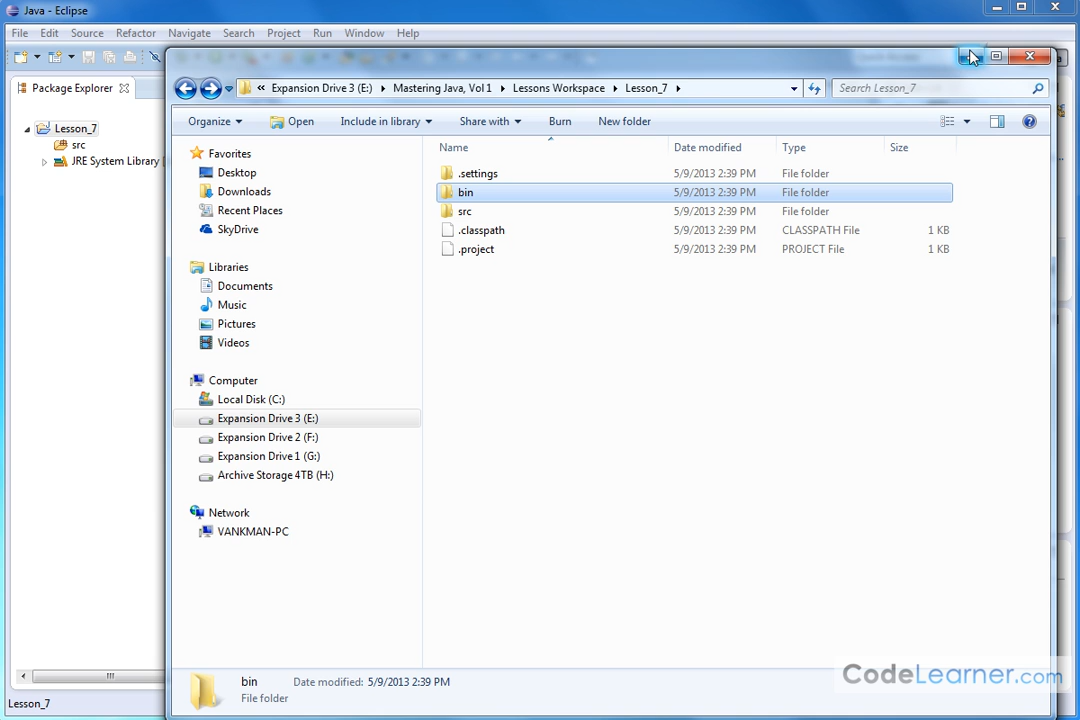 Java - Eclipse
File Edit Source Refactor Navigate Search Project Run Window Help
Package Explorer
Lesson_7
src
JRE System Library
Lesson_7
« Expansion Drive 3 (E:) Mastering Java, Vol 1 Lessons Workspace Lesson_7
Search Lesson_7
Organize Open Include in library Share with Burn New folder
Favorites
Desktop
Downloads
Recent Places
SkyDrive
Libraries
Documents
Music
Pictures
Videos
Computer
Local Disk (C:)
Expansion Drive 3 (E:)
Expansion Drive 2 (F:)
Expansion Drive 1 (G:)
Archive Storage 4TB (H:)
Network
VANKMAN-PC
Name Date modified Type Size
.settings 5/9/2013 2:39 PM File folder
bin 5/9/2013 2:39 PM File folder
src 5/9/2013 2:39 PM File folder
.classpath 5/9/2013 2:39 PM CLASSPATH File 1 KB
.project 5/9/2013 2:39 PM PROJECT File 1 KB
bin Date modified: 5/9/2013 2:39 PM
File folder
CodeLearner.com